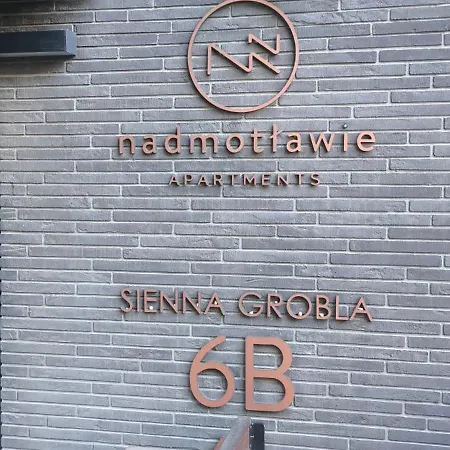 nadmotławie
APARTMENTS
SIENNA GROBLA
6B